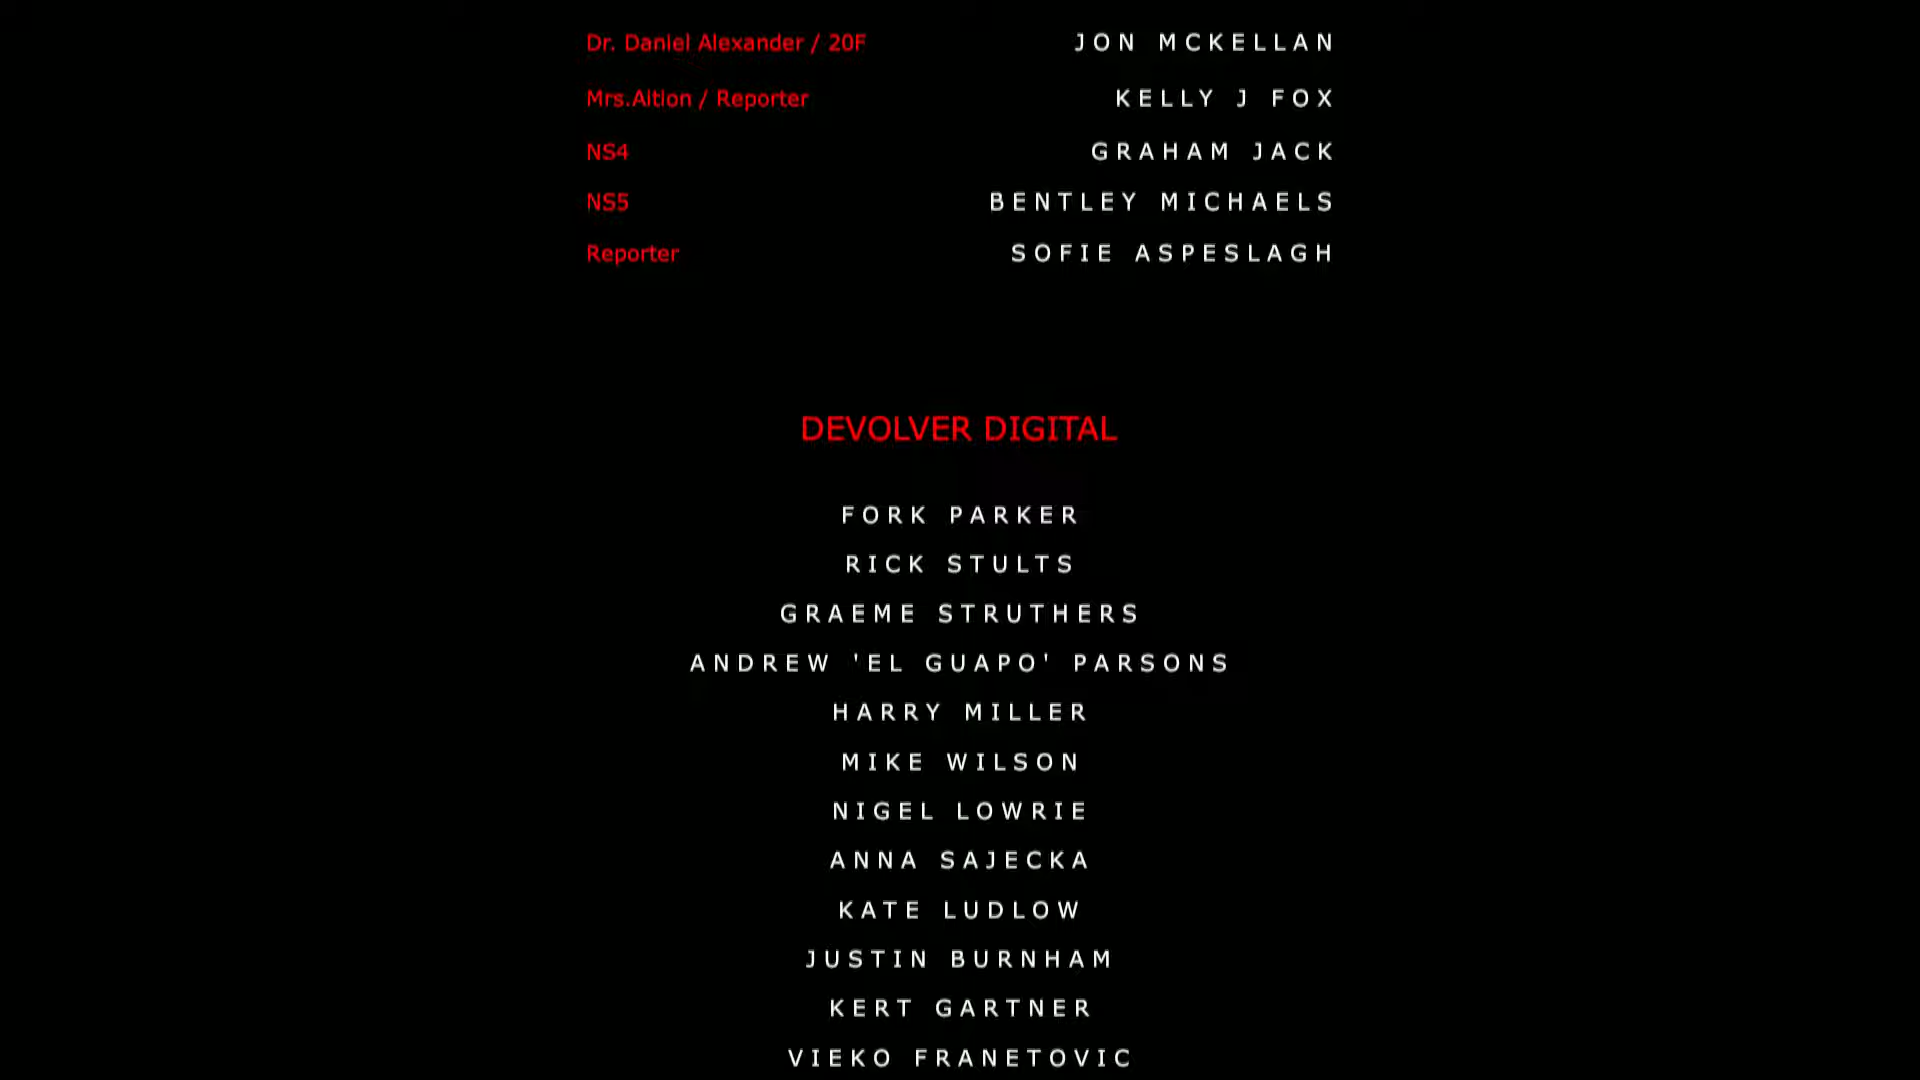 Dr. Daniel Alexander / 20F JON MCKELLAN
Mrs.Aition / Reporter KELLY J FOX
NS4 GRAHAM JACK
NS5 BENTLEY MICHAELS
Reporter SOFIE ASPESLAGH
DEVOLVER DIGITAL
FORK PARKER
RICK STULTS
GRAEME STRUTHERS
ANDREW 'EL GUAPO' PARSONS
HARRY MILLER
MIKE WILSON
NIGEL LOWRIE
ANNA SAJECKA
KATE LUDLOW
JUSTIN BURNHAM
KERT GARTNER
VIEKO FRANETOVIC